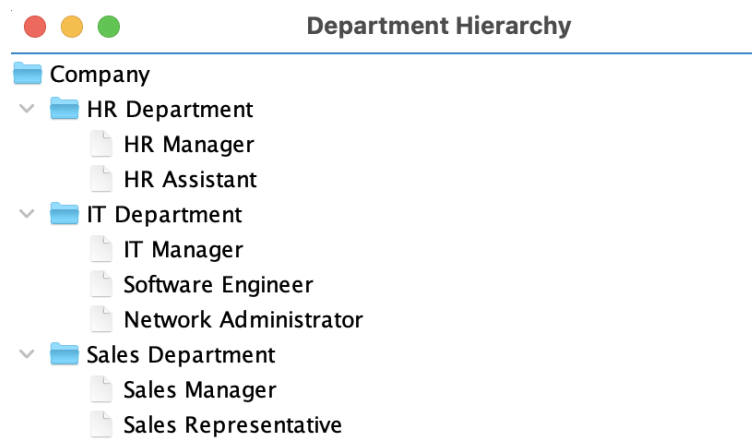 Department Hierarchy
Company
HR Department
HR Manager
HR Assistant
IT Department
IT Manager
Software Engineer
Network Administrator
Sales Department
Sales Manager
Sales Representative